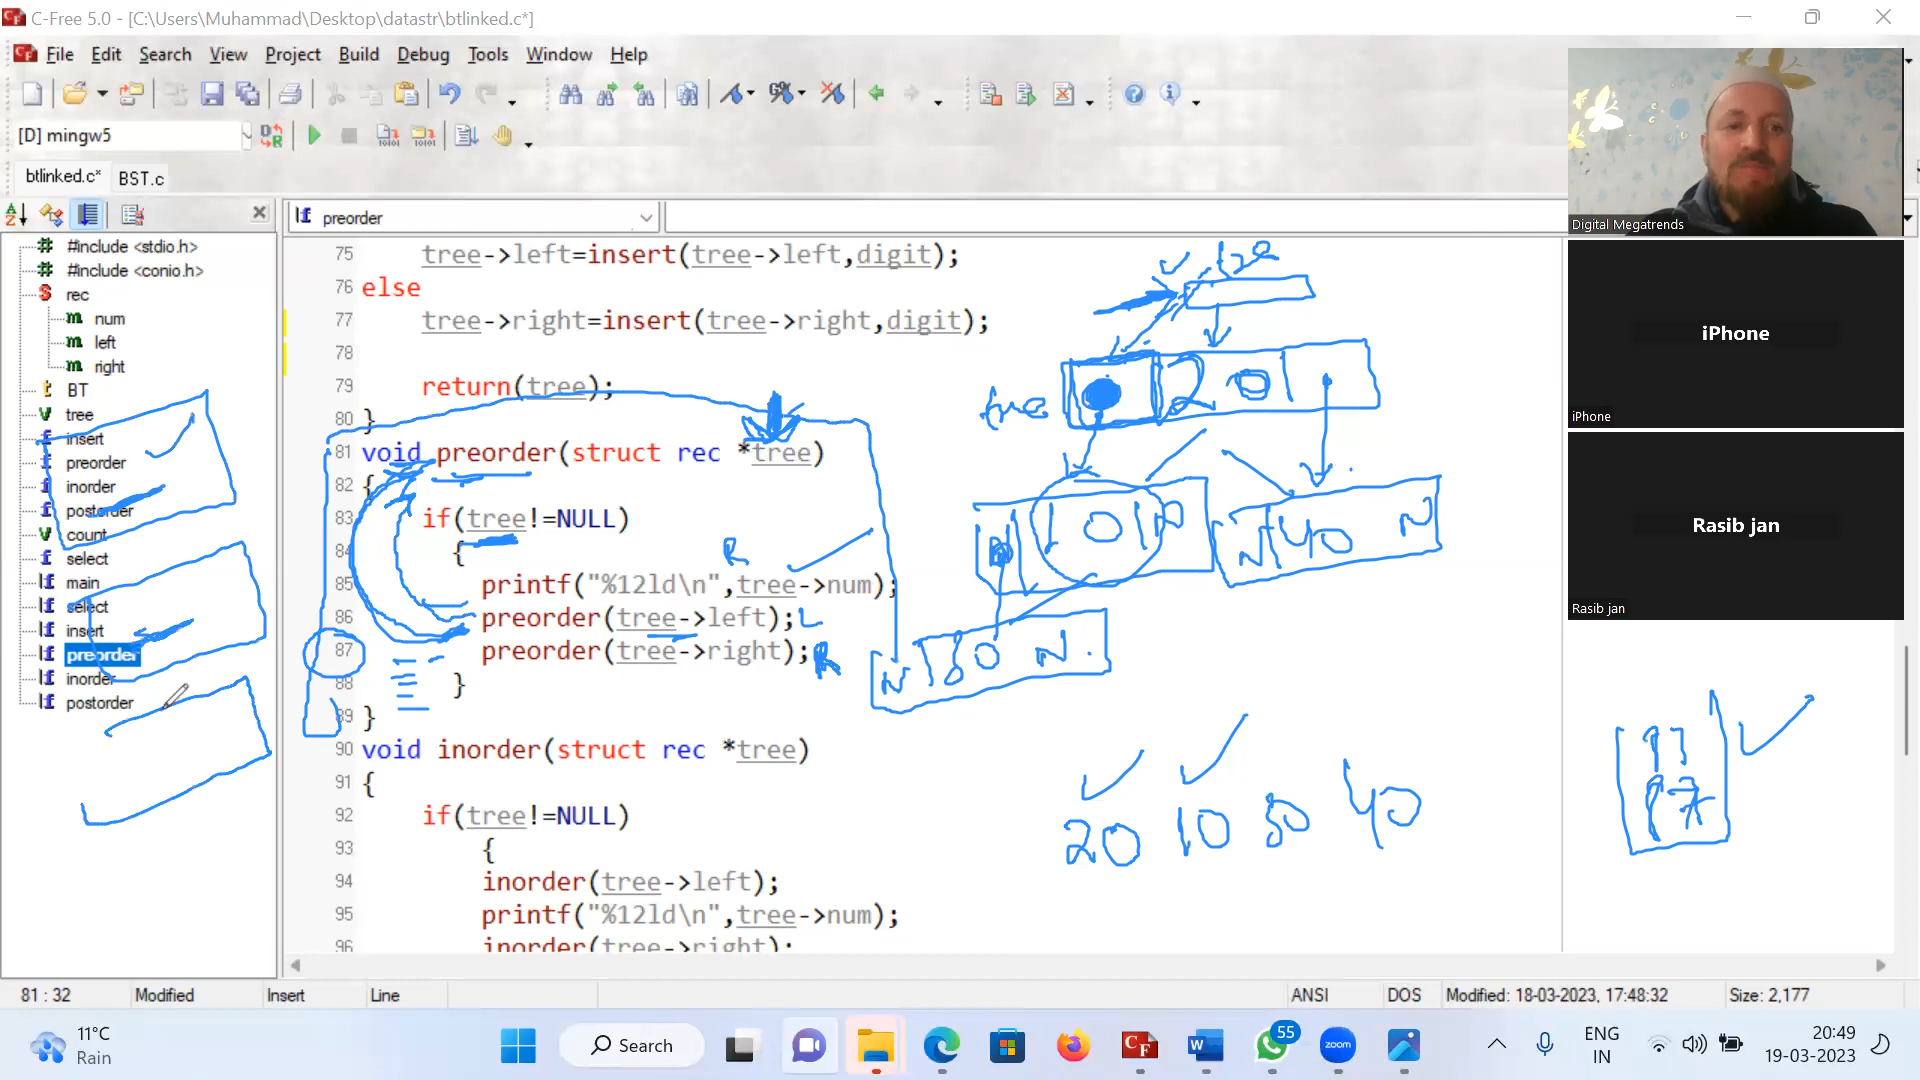 C-Free 5.0 - [C:\Users\Muhammad\Desktop\datastr\btlinked.c*]
File Edit Search View Project Build Debug Tools Window Help
[D] mingw5
btlinked.c* BST.c
preorder
#include <stdio.h>
#include <conio.h>
rec
num
left
right
BT
tree
insert
preorder
inorder
postorder
count
select
main
select
insert
preorder
inorder
postorder
75 tree->left=insert(tree->left,digit);
76 else
77 tree->right=insert(tree->right,digit);
78
79 return(tree);
80 }
81 void preorder(struct rec *tree)
82 {
83 if(tree!=NULL)
84 {
85 printf("%12ld\n",tree->num);
86 preorder(tree->left);
87 preorder(tree->right);
88 }
89 }
90 void inorder(struct rec *tree)
91 {
92 if(tree!=NULL)
93 {
94 inorder(tree->left);
95 printf("%12ld\n",tree->num);
96 inorder(tree->right);
R
L
R
tree
20
N 40 N
N N
20 10 30 40
87
Digital Megatrends
iPhone
iPhone
Rasib jan
Rasib jan
81 : 32 Modified Insert Line ANSI DOS Modified: 18-03-2023, 17:48:32 Size: 2,177
11°C
Rain
Search
55
zoom
ENG
IN
20:49
19-03-2023